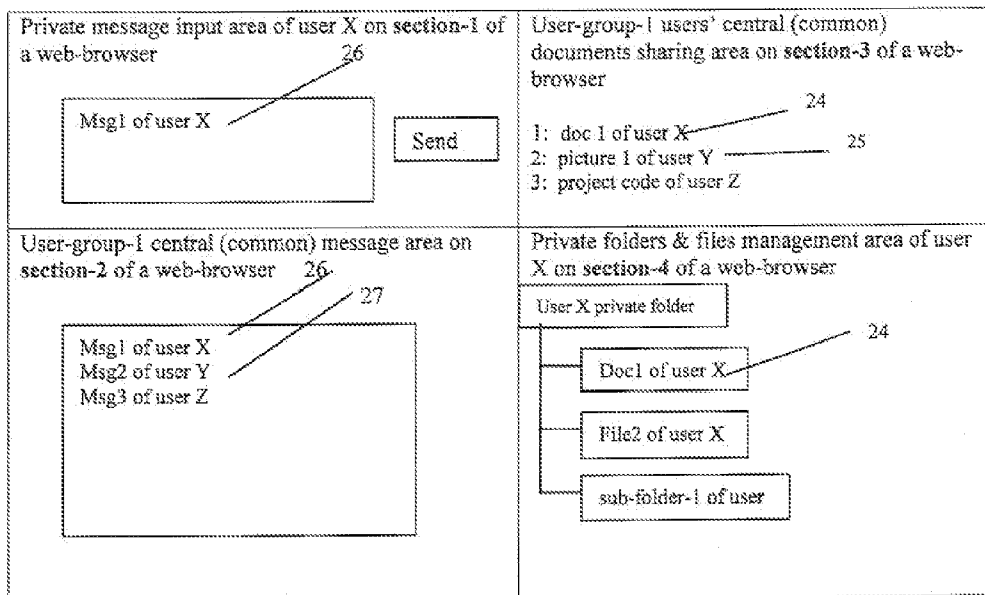 Private message input area of user X on section-1 of
a web-browser
26
Msg1 of user X
Send
User-group-1 users' central (common)
documents sharing area on section-3 of a web-
browser
24
1: doc 1 of user X
25
2: picture 1 of user Y
3: project code of user Z
User-group-1 central (common) message area on
section-2 of a web-browser 26
27
Msg1 of user X
Msg2 of user Y
Msg3 of user Z
Private folders & files management area of user
X on section-4 of a web-browser
User X private folder
24
Doc1 of user X
File2 of user X
sub-folder-1 of user